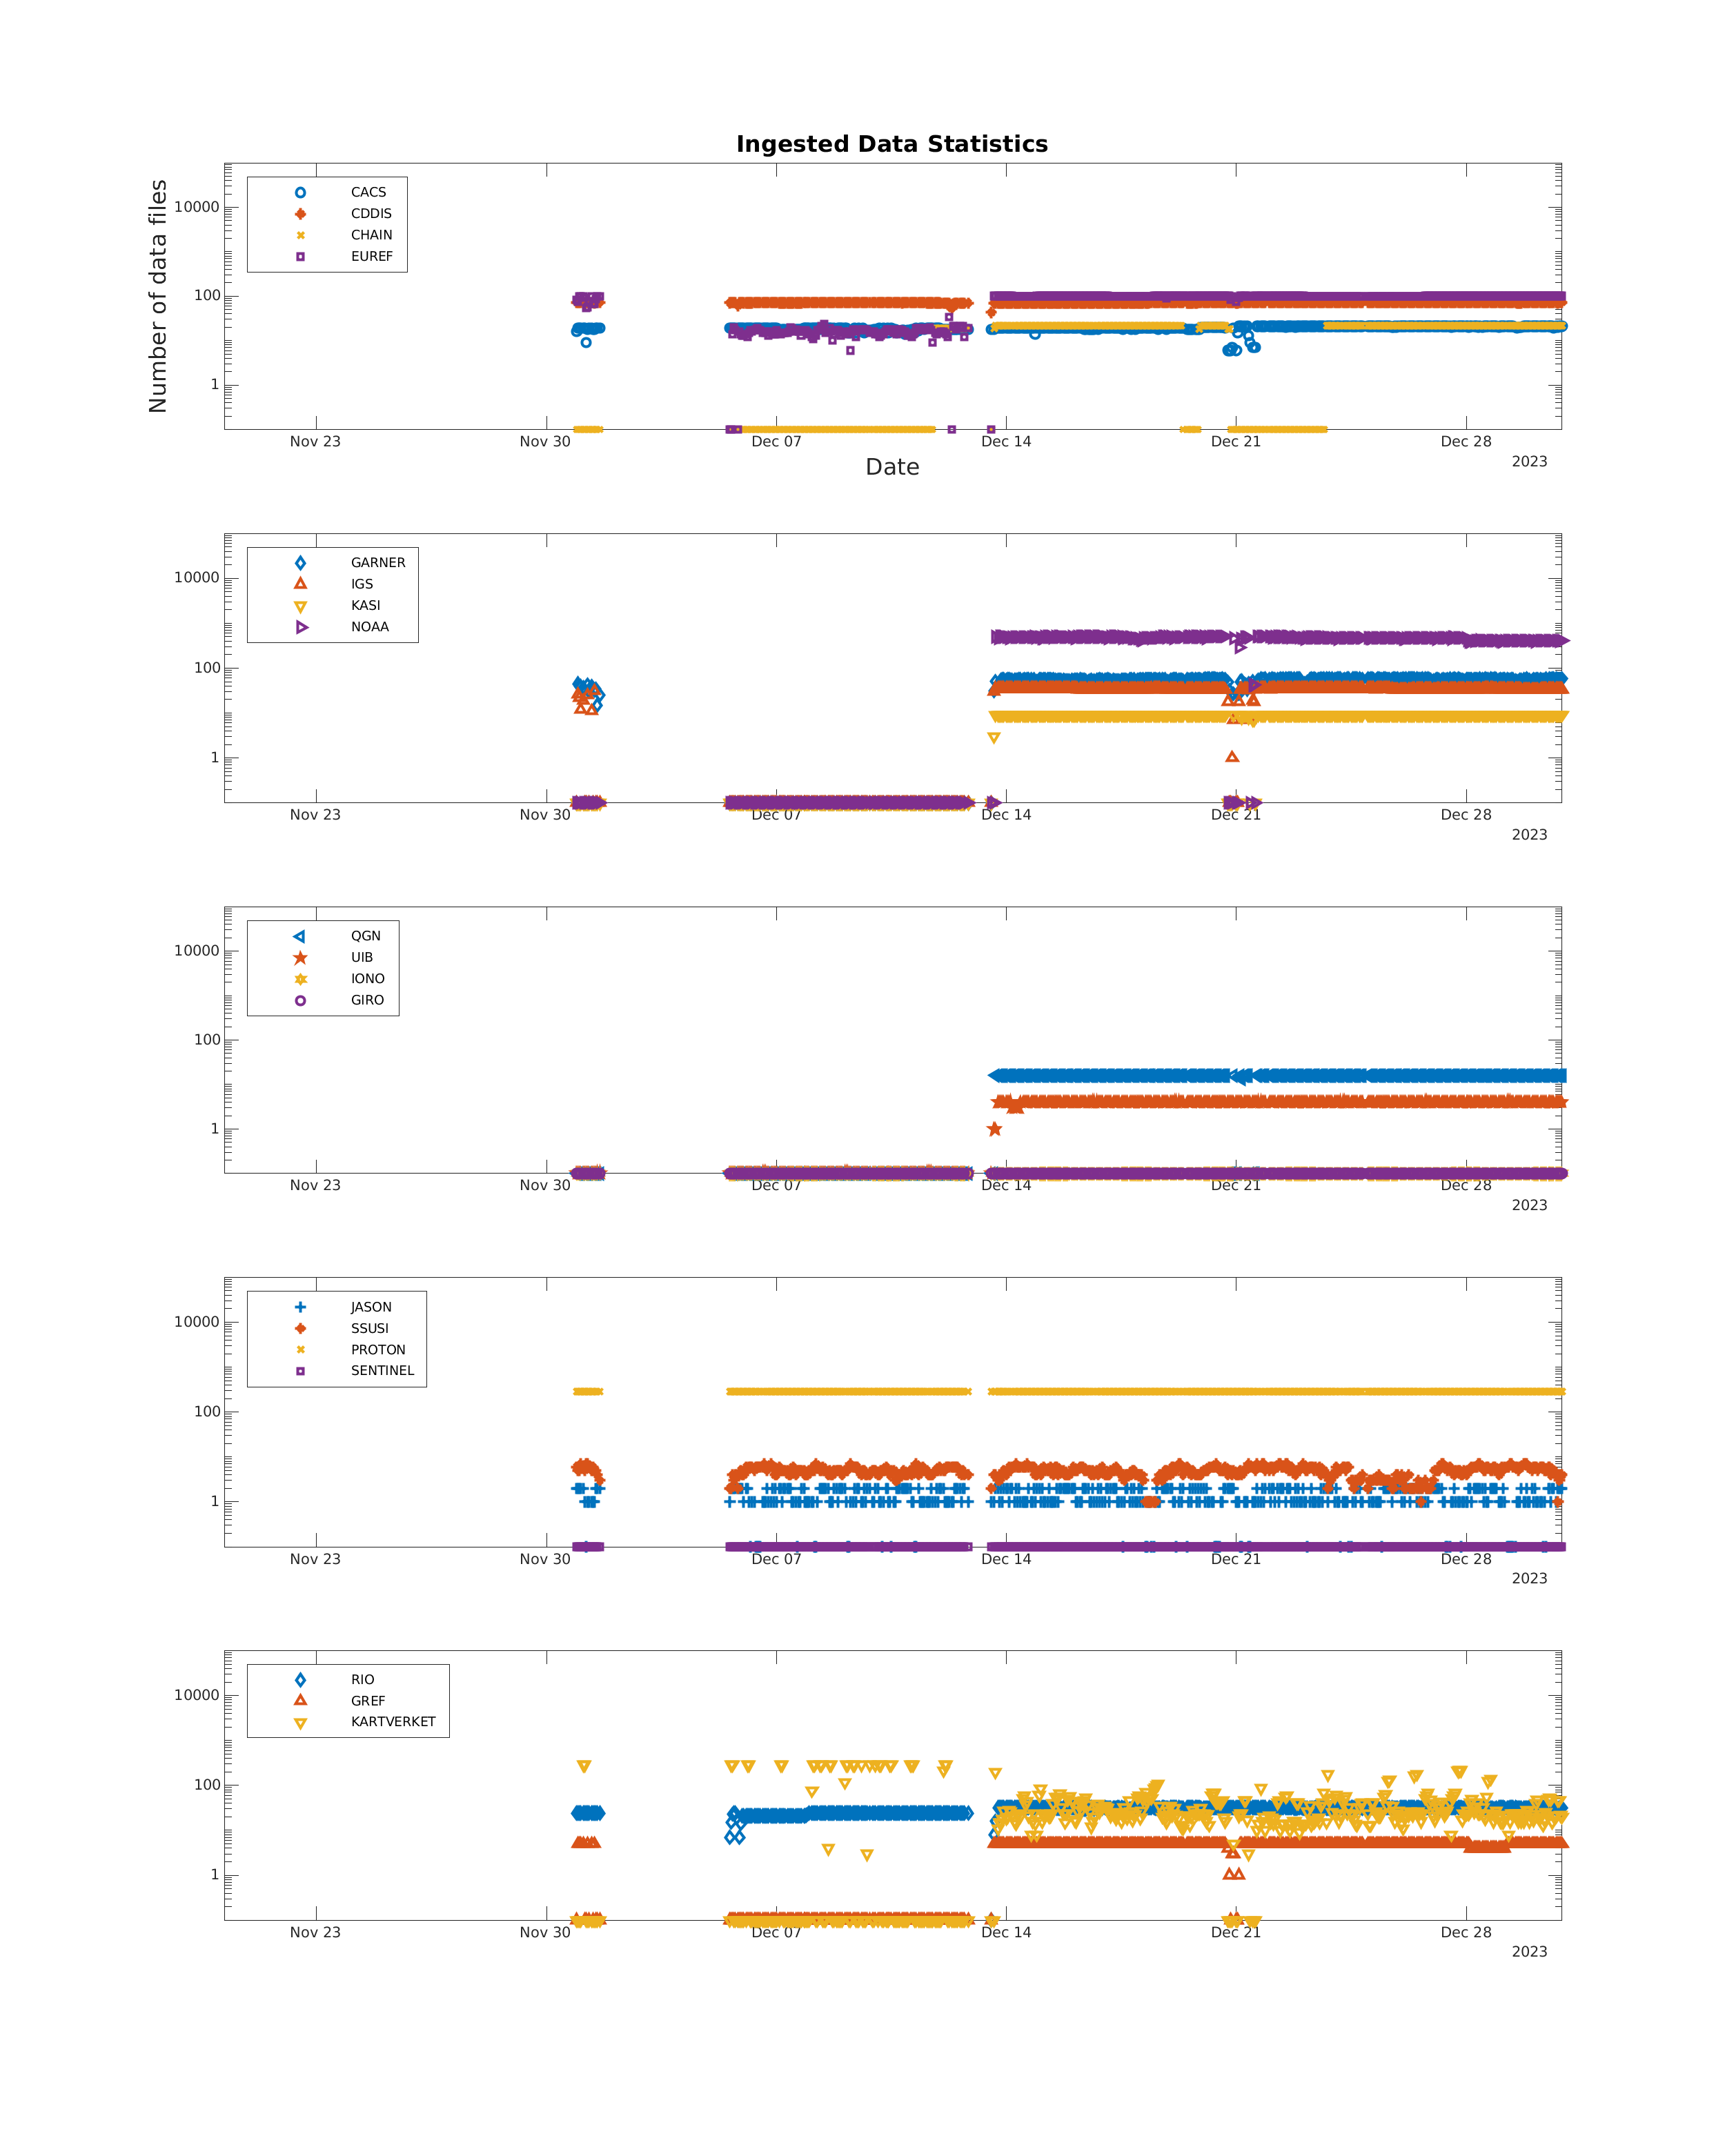 Ingested Data Statistics
Number of data files
10000
100
1
CACS
CDDIS
CHAIN
EUREF
Nov 23 Nov 30 Dec 07 Dec 14 Dec 21 Dec 28
2023
Date
10000
100
1
GARNER
IGS
KASI
NOAA
Nov 23 Nov 30 Dec 07 Dec 14 Dec 21 Dec 28
2023
10000
100
1
QGN
UIB
IONO
GIRO
Nov 23 Nov 30 Dec 07 Dec 14 Dec 21 Dec 28
2023
10000
100
1
JASON
SSUSI
PROTON
SENTINEL
Nov 23 Nov 30 Dec 07 Dec 14 Dec 21 Dec 28
2023
10000
100
1
RIO
GREF
KARTVERKET
Nov 23 Nov 30 Dec 07 Dec 14 Dec 21 Dec 28
2023